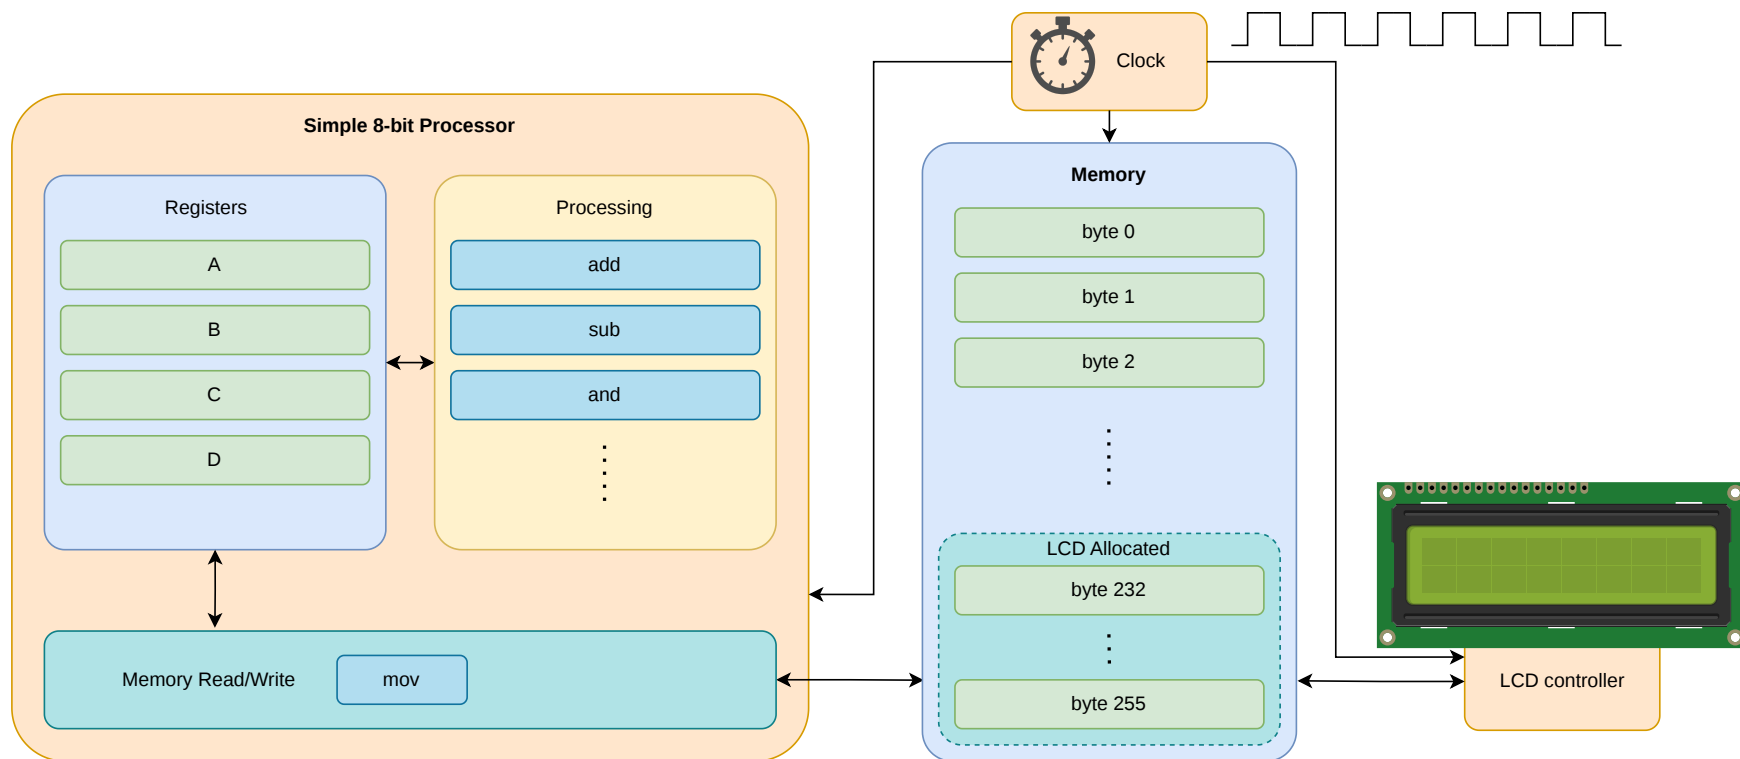 Clock
Simple 8-bit Processor
Registers
A
B
C
D
Processing
add
sub
and
Memory Read/Write
mov
Memory
byte 0
byte 1
byte 2
LCD Allocated
byte 232
byte 255
LCD controller